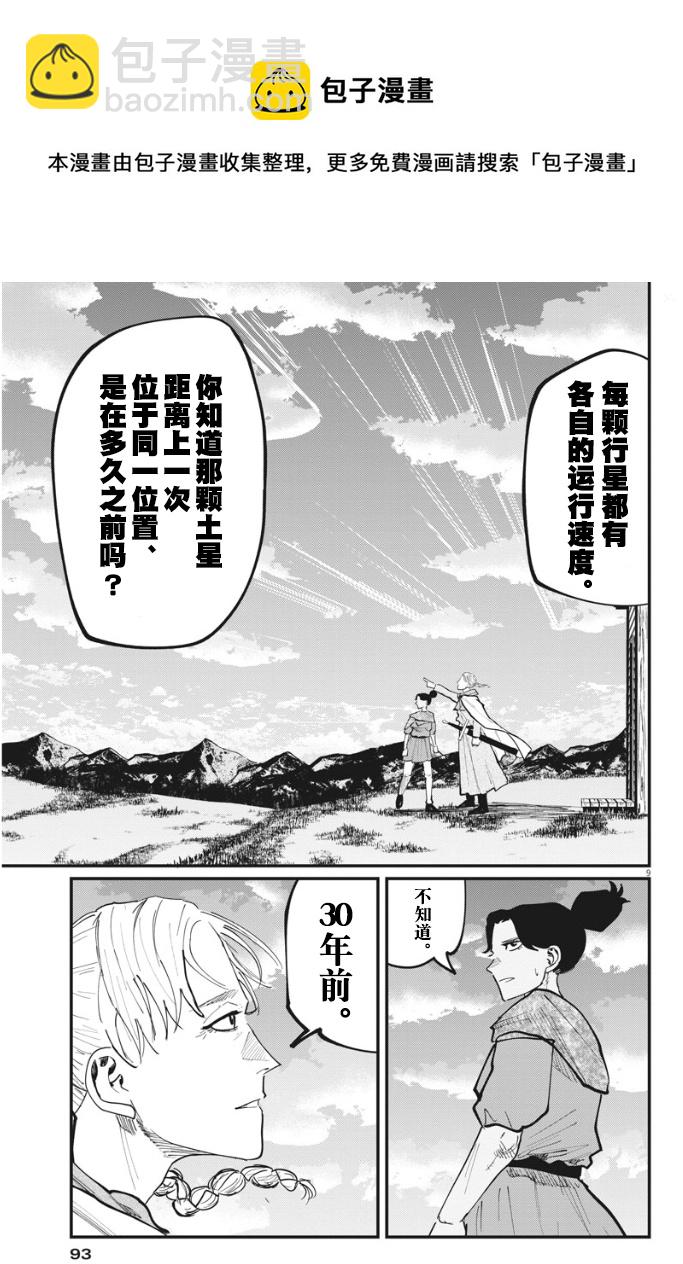 包子漫畫
baozimh.com
包子漫畫
本漫畫由包子漫畫收集整理，更多免費漫画請搜索「包子漫畫」
每颗行星都有
各自的运行速度。
你知道那颗土星
距离上一次
位于同一位置、
是在多久之前吗？
9
不知道。
30年前。
93